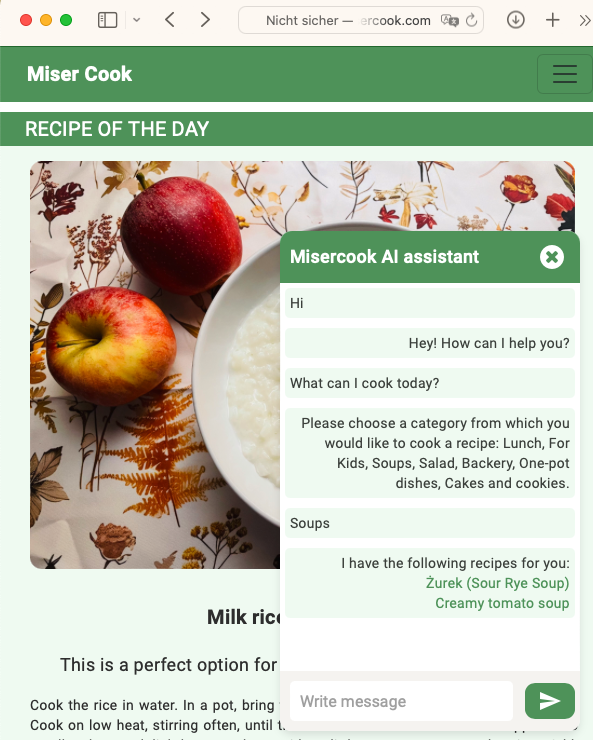 Nicht sicher — ercook.com
Miser Cook
RECIPE OF THE DAY
Misercook AI assistant
Hi
Hey! How can I help you?
What can I cook today?
Please choose a category from which you
would like to cook a recipe: Lunch, For
Kids, Soups, Salad, Backery, One-pot
dishes, Cakes and cookies.
Soups
I have the following recipes for you:
Żurek (Sour Rye Soup)
Creamy tomato soup
Write message
Milk rice
This is a perfect option for
Cook the rice in water. In a pot, bring
Cook on low heat, stirring often, until